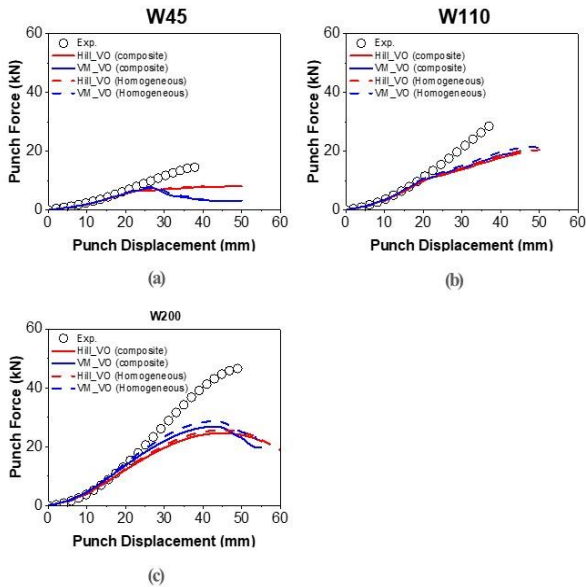 W45
60
40
20
0
Punch Force (kN)
Exp.
Hill_VO (composite)
VM_VO (composite)
Hill_VO (Homogeneous)
VM_VO (Homogeneous)
0 10 20 30 40 50 60
Punch Displacement (mm)
(a)
W110
60
40
20
0
Punch Force (kN)
Exp.
Hill_VO (composite)
VM_VO (composite)
Hill_VO (Homogeneous)
VM_VO (Homogeneous)
0 10 20 30 40 50 60
Punch Displacement (mm)
(b)
W200
60
40
20
0
Punch Force (kN)
Exp.
Hill_VO (composite)
VM_VO (composite)
Hill_VO (Homogeneous)
VM_VO (Homogeneous)
0 10 20 30 40 50 60
Punch Displacement (mm)
(c)